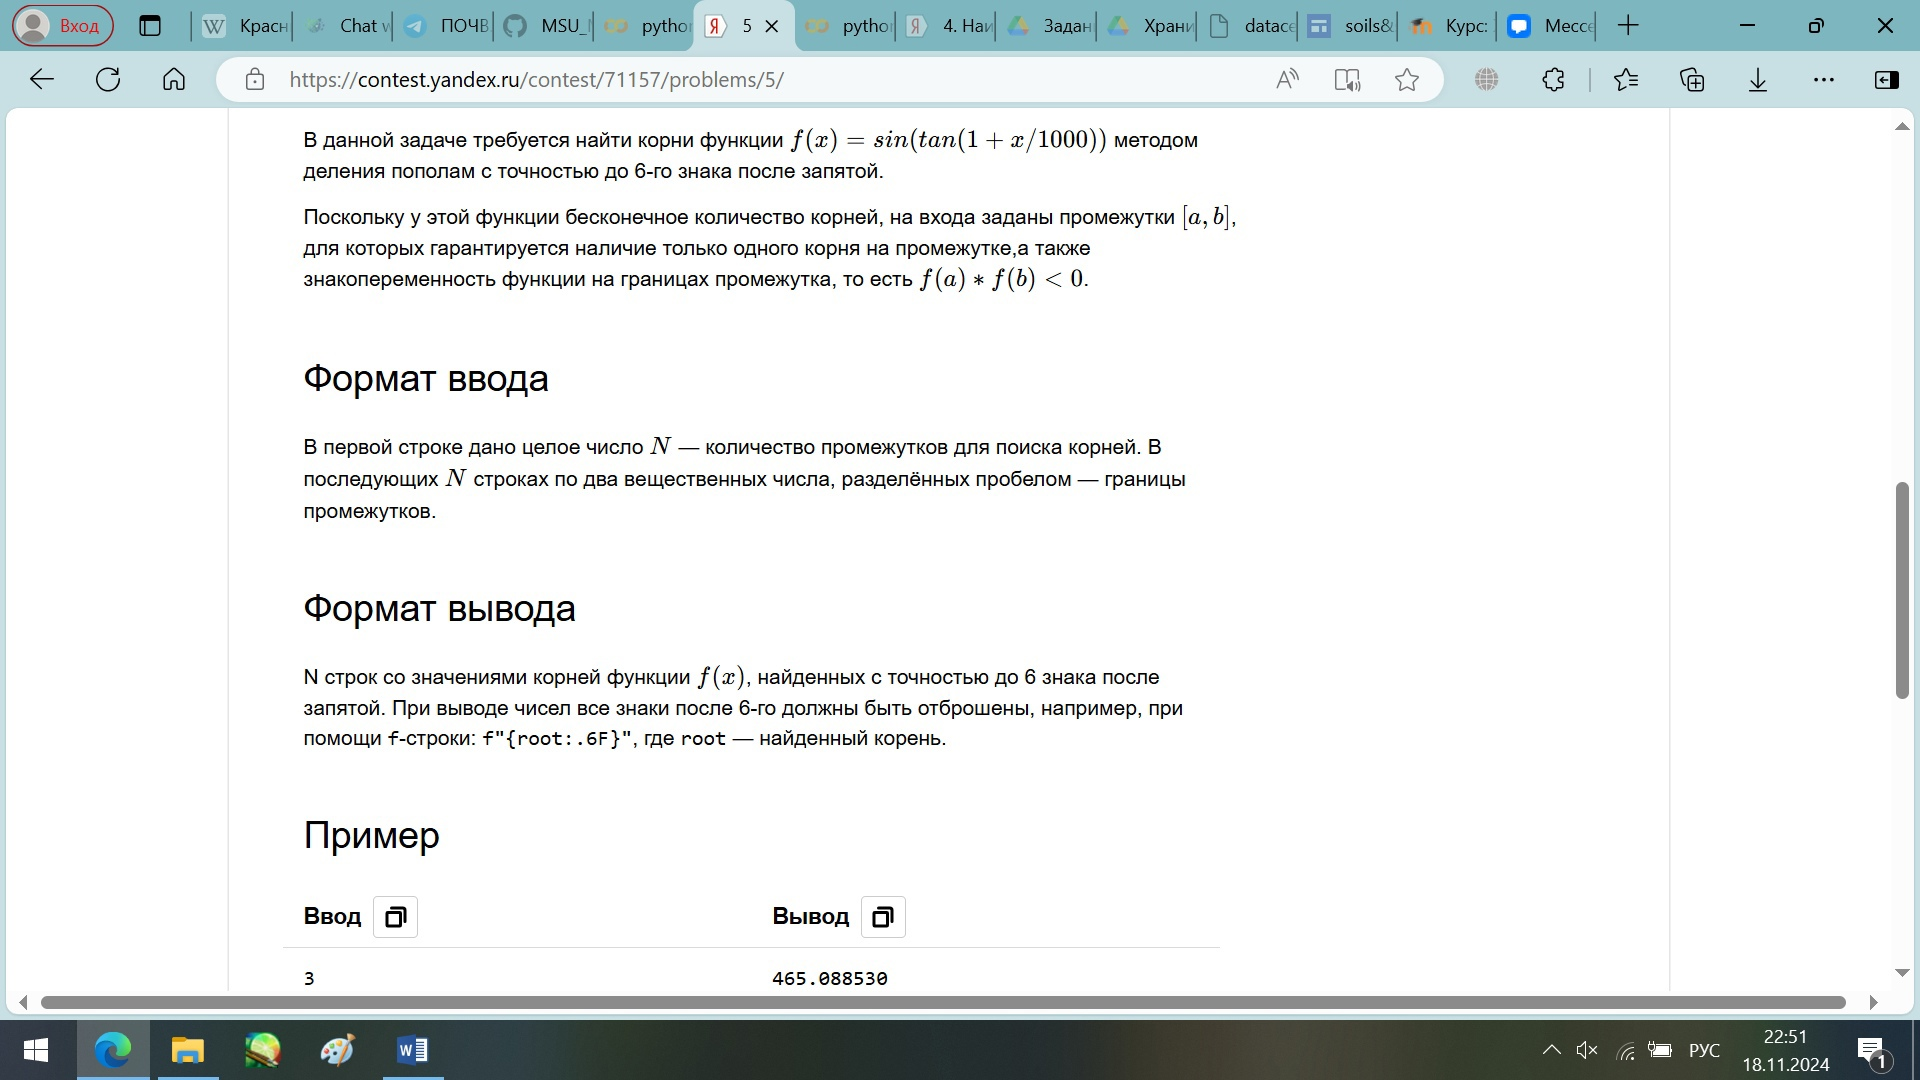 Вход
Красн
Chat w
ПОЧВ
MSU_
python
5
python
4. Наи
Задан
Храни
datace
soils&
Курс:
Мессе
https://contest.yandex.ru/contest/71157/problems/5/
В данной задаче требуется найти корни функции f(x) = sin(tan(1 + x/1000)) методом
деления пополам с точностью до 6-го знака после запятой.
Поскольку у этой функции бесконечное количество корней, на входа заданы промежутки [a, b],
для которых гарантируется наличие только одного корня на промежутке,а также
знакопеременность функции на границах промежутка, то есть f(a) * f(b) < 0.
Формат ввода
В первой строке дано целое число N — количество промежутков для поиска корней. В
последующих N строках по два вещественных числа, разделённых пробелом — границы
промежутков.
Формат вывода
N строк со значениями корней функции f(x), найденных с точностью до 6 знака после
запятой. При выводе чисел все знаки после 6-го должны быть отброшены, например, при
помощи f-строки: f"{root:.6F}", где root — найденный корень.
Пример
Ввод
Вывод
3
465.088530
РУС
22:51
18.11.2024
1